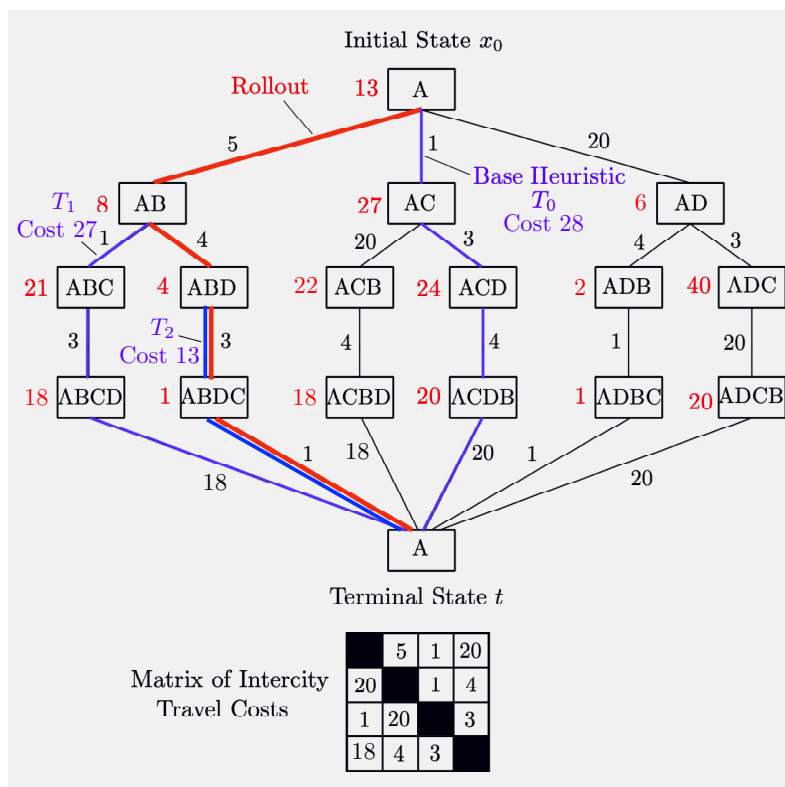 Initial State x₀
13 A
Rollout
5 1 20
Base Heuristic
T₀
Cost 28
T₁
Cost 27
8 AB
27 AC
6 AD
1 4 20 3 4 3
21 ABC
4 ABD
22 ACB
24 ACD
2 ADB
40 ADC
T₂
Cost 13
3 3 4 4 1 20
18 ABCD
1 ABDC
18 ACBD
20 ACDB
1 ADBC
20 ADCB
18 1 18 20 1 20
A
Terminal State t
Matrix of Intercity
Travel Costs
5 1 20
20 1 4
1 20 3
18 4 3